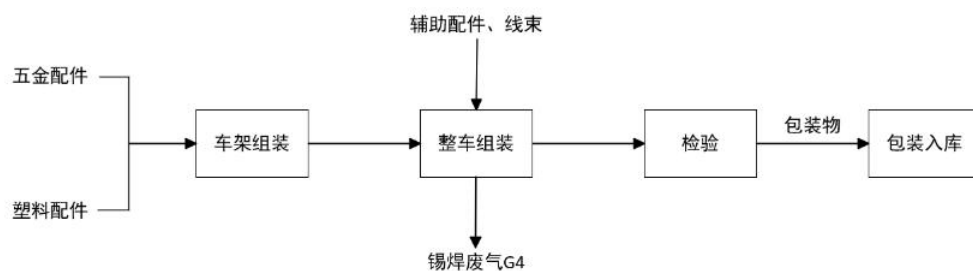 辅助配件、线束
五金配件
车架组装
整车组装
检验
包装物
包装入库
塑料配件
锡焊废气G4